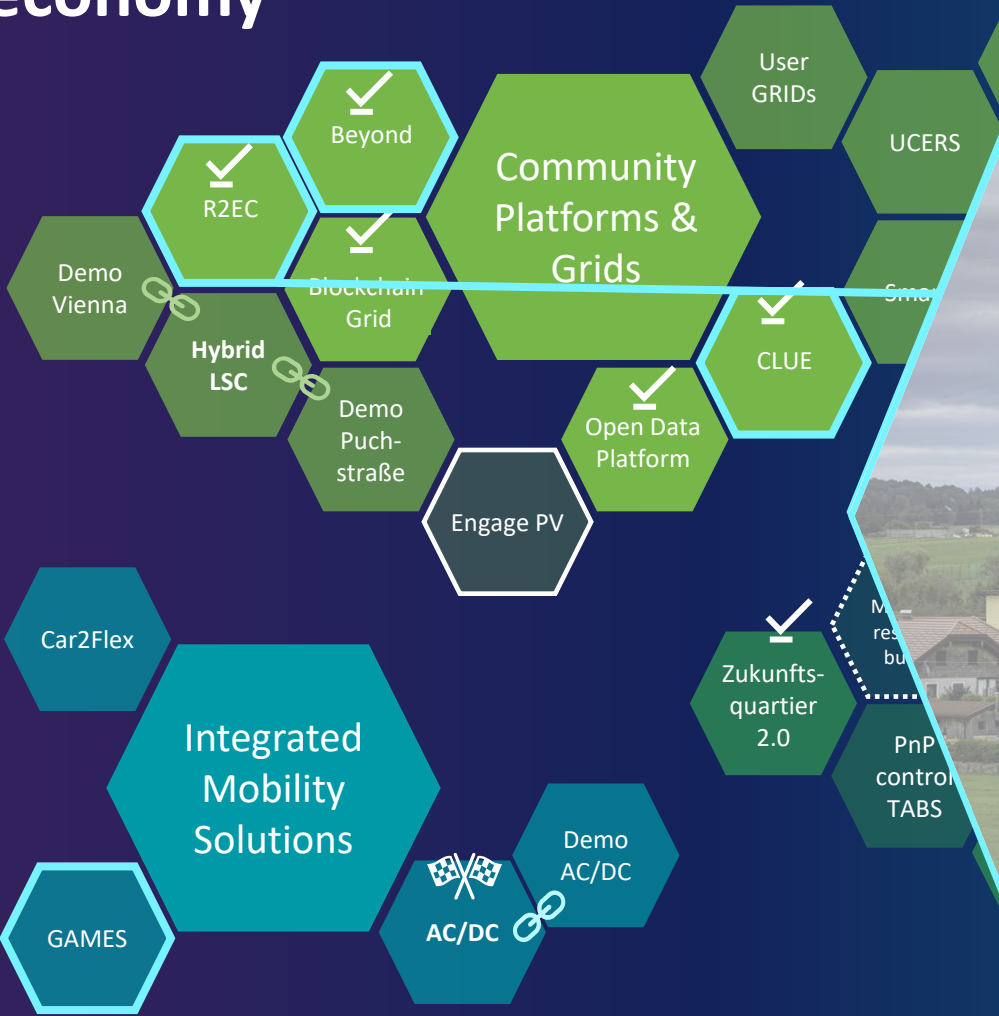 economy
User
GRIDs
UCERS
Beyond
R2EC
Community
Platforms &
Grids
Demo
Vienna
Blockchain
Grid
Hybrid
LSC
CLUE
Demo
Puch-
straße
Open Data
Platform
Engage PV
Car2Flex
Zukunfts-
quartier
2.0
Integrated
Mobility
Solutions
PnP
control
TABS
Demo
AC/DC
AC/DC
GAMES